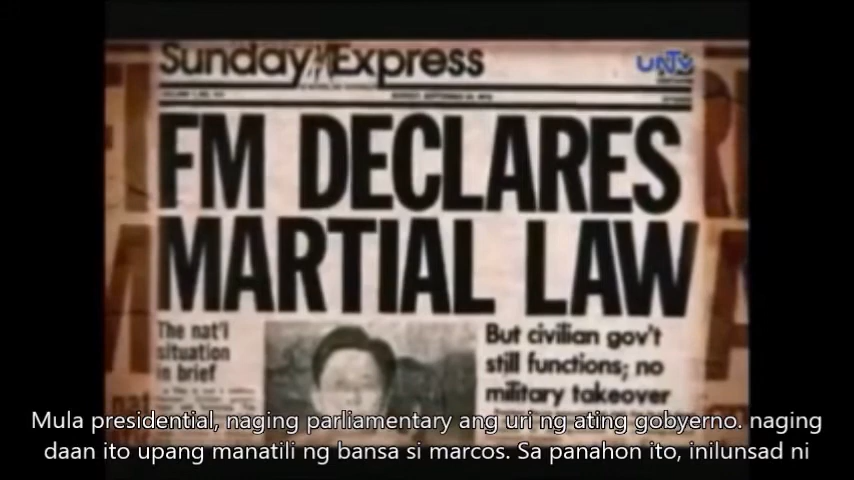 Sunday Express
UNTV
FM DECLARES
MARTIAL LAW
The nat'l
situation
in brief
But civilian gov't
still functions; no
military takeover
Mula presidential, naging parliamentary ang uri ng ating gobyerno. naging
daan ito upang manatili ng bansa si marcos. Sa panahon ito, inilunsad ni